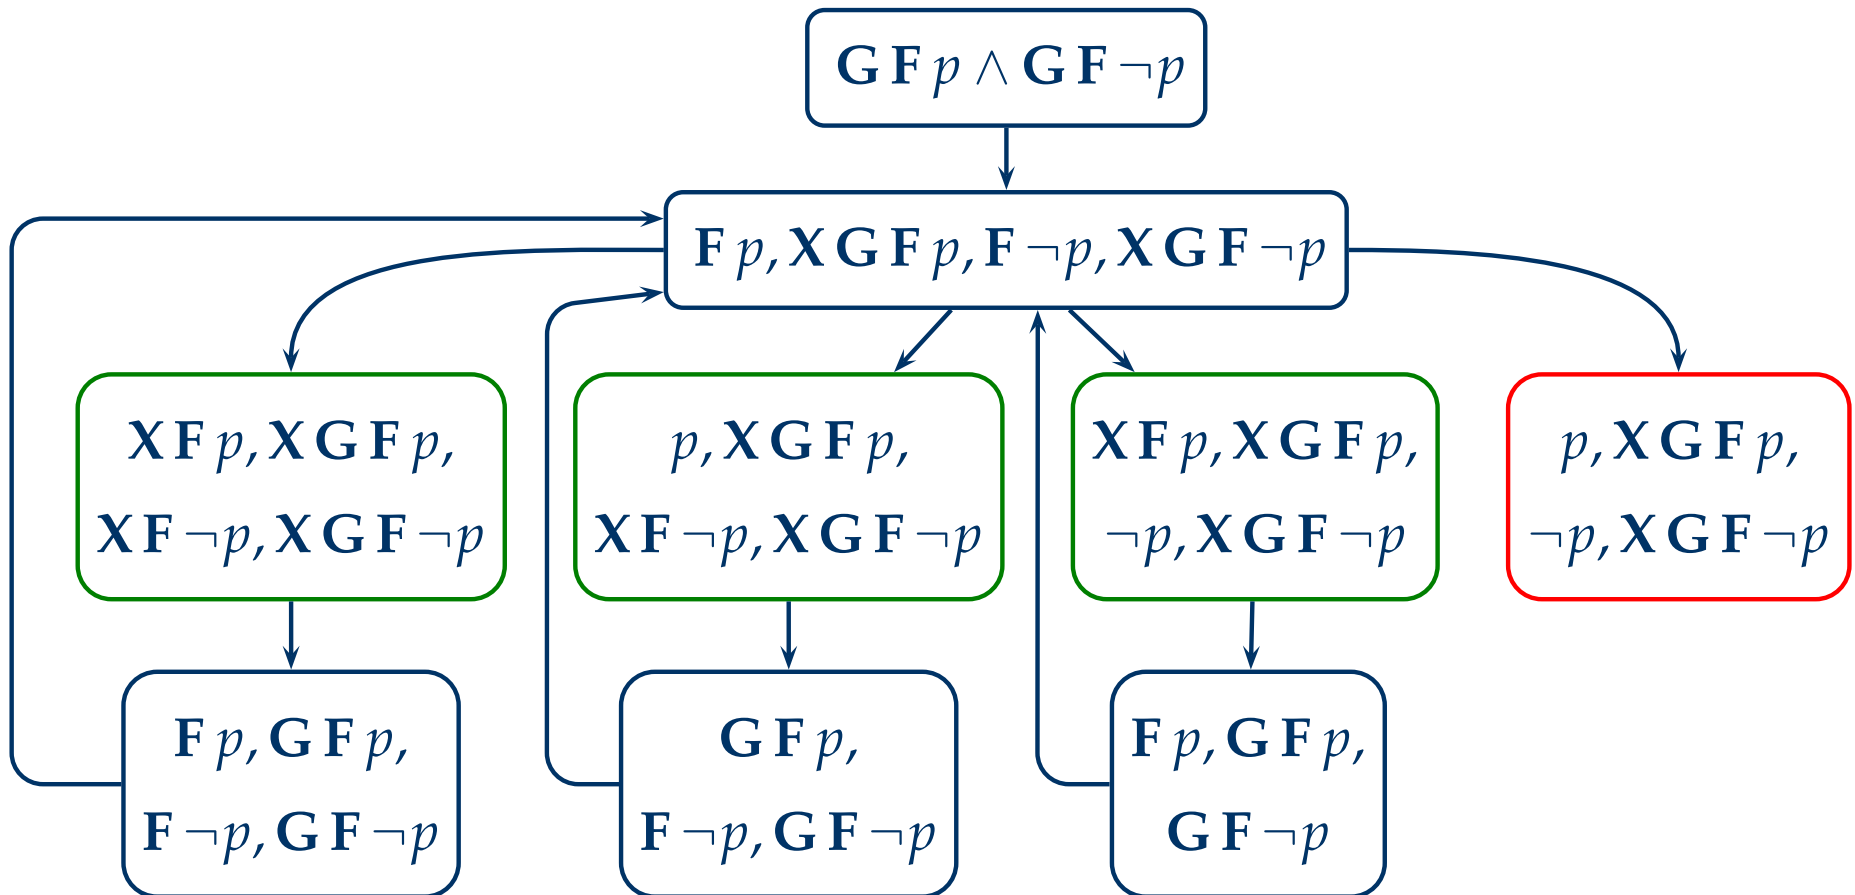 G F p ∧ G F ¬p
F p, X G F p, F ¬p, X G F ¬p
X F p, X G F p,
X F ¬p, X G F ¬p
p, X G F p,
X F ¬p, X G F ¬p
X F p, X G F p,
¬p, X G F ¬p
p, X G F p,
¬p, X G F ¬p
F p, G F p,
F ¬p, G F ¬p
G F p,
F ¬p, G F ¬p
F p, G F p,
G F ¬p